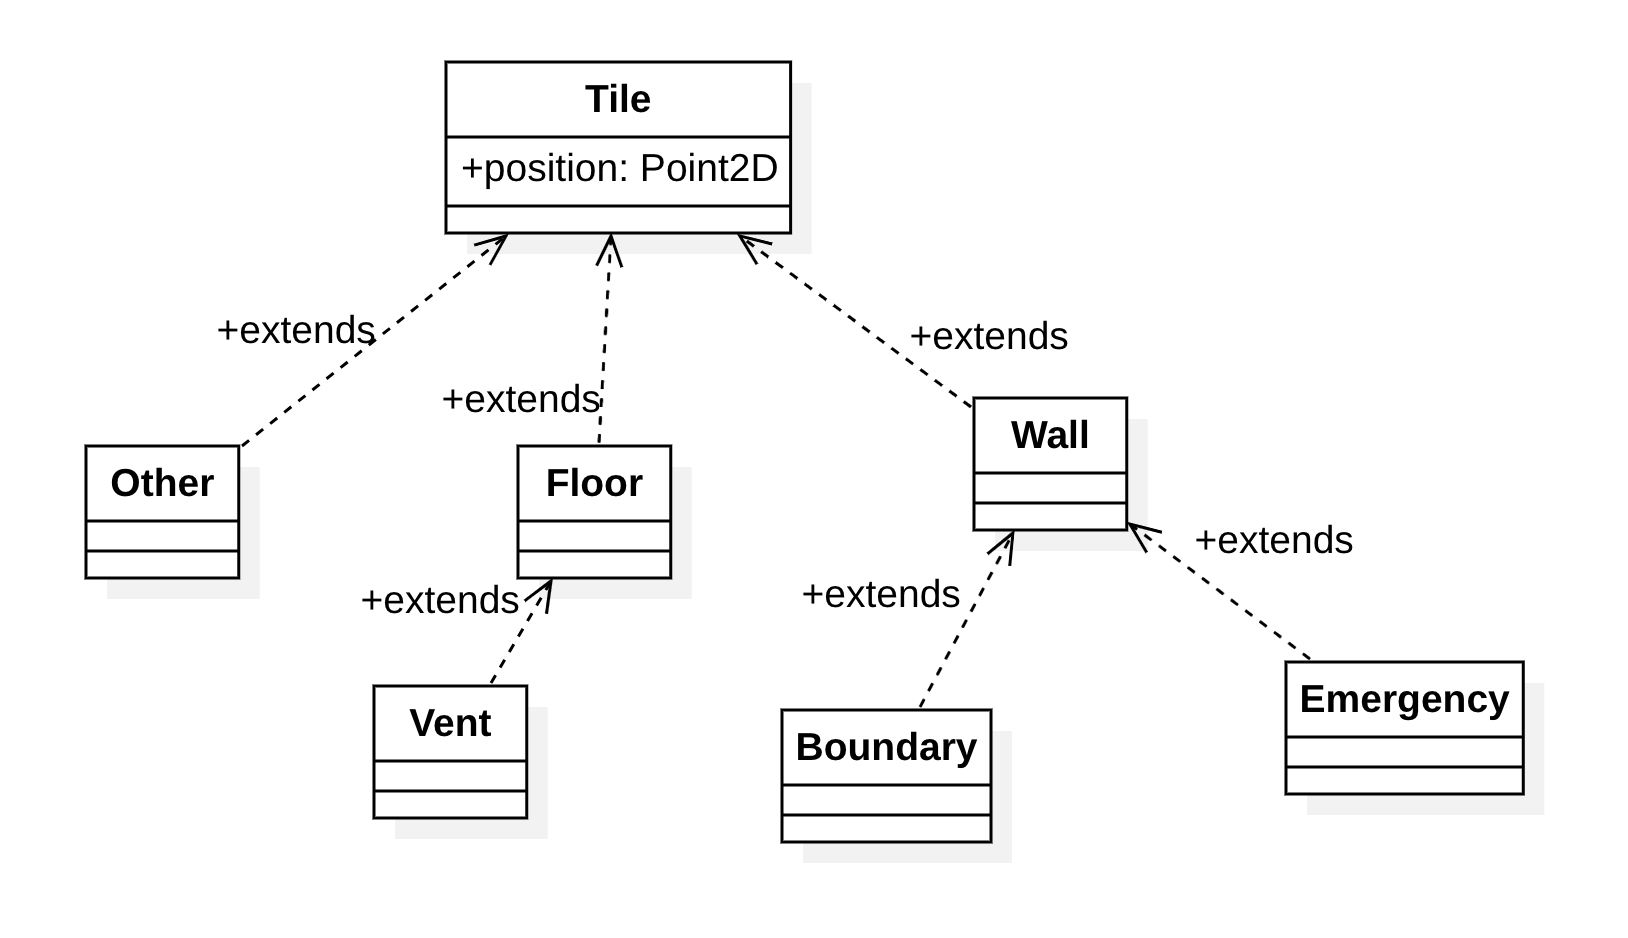 Tile
+position: Point2D
+extends
+extends
+extends
Other
Floor
Wall
+extends
+extends
+extends
Vent
Boundary
Emergency